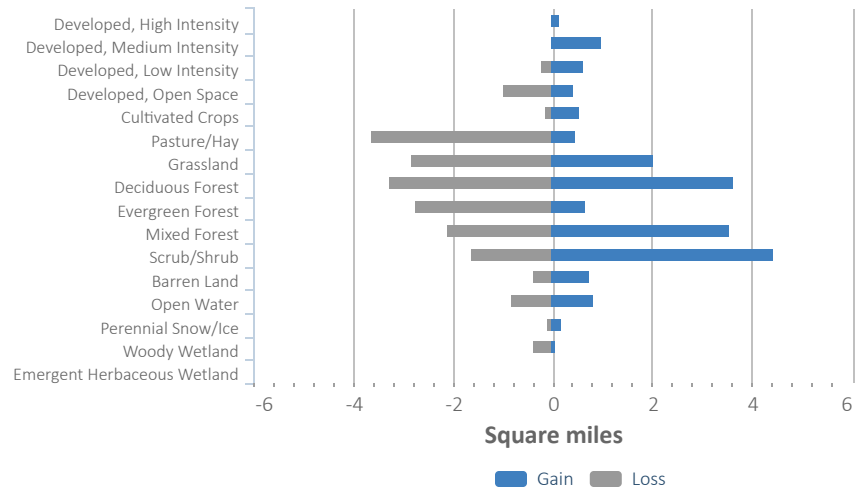 Developed, High Intensity
Developed, Medium Intensity
Developed, Low Intensity
Developed, Open Space
Cultivated Crops
Pasture/Hay
Grassland
Deciduous Forest
Evergreen Forest
Mixed Forest
Scrub/Shrub
Barren Land
Open Water
Perennial Snow/Ice
Woody Wetland
Emergent Herbaceous Wetland
-6 -4 -2 0 2 4 6
Square miles
Gain Loss